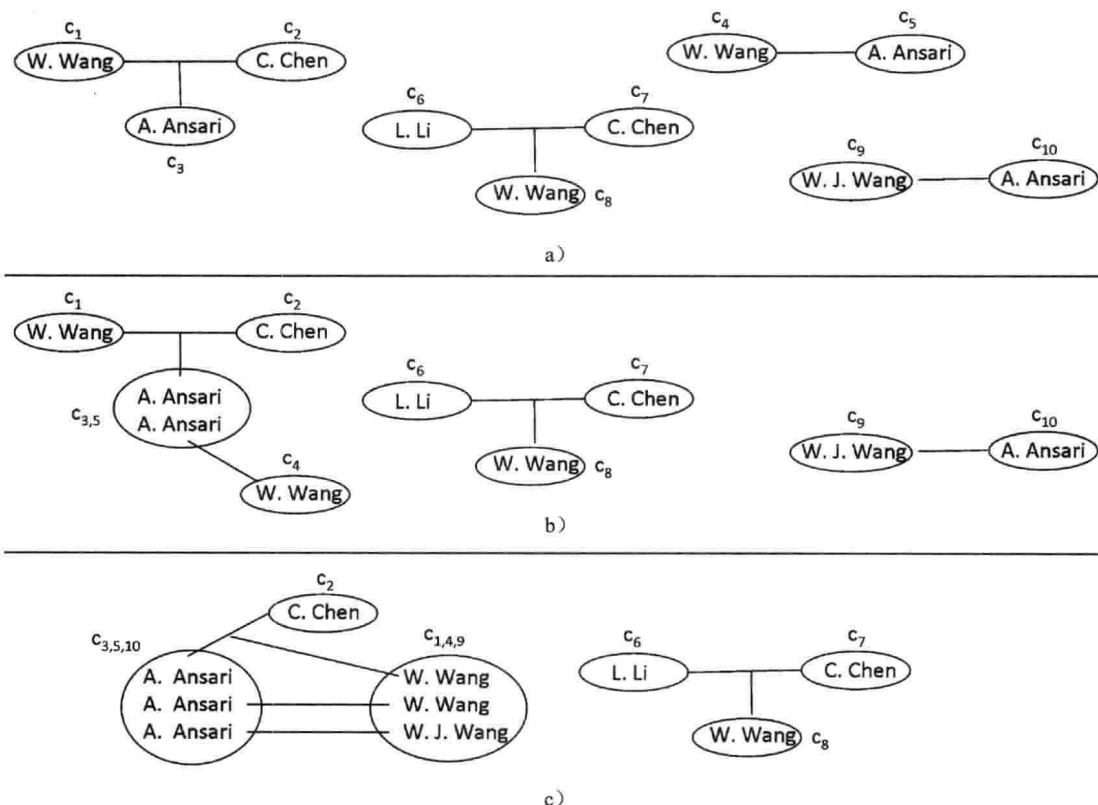 c1 c2
W. Wang C. Chen
A. Ansari
c3
c4 c5
W. Wang A. Ansari
c6 c7
L. Li C. Chen
W. Wang c8
c9 c10
W. J. Wang A. Ansari
a）
c1 c2
W. Wang C. Chen
A. Ansari
c3,5 A. Ansari
c4
W. Wang
c6 c7
L. Li C. Chen
W. Wang c8
c9 c10
W. J. Wang A. Ansari
b）
c2
C. Chen
c3,5,10 c1,4,9
A. Ansari W. Wang
A. Ansari W. Wang
A. Ansari W. J. Wang
c6 c7
L. Li C. Chen
W. Wang c8
c）